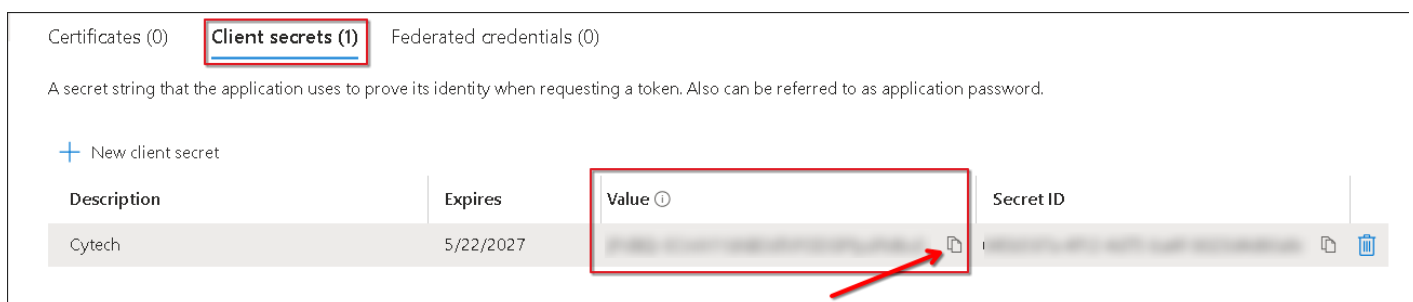 Certificates (0) Client secrets (1) Federated credentials (0)
A secret string that the application uses to prove its identity when requesting a token. Also can be referred to as application password.
New client secret
Description Expires Value Secret ID
Cytech 5/22/2027